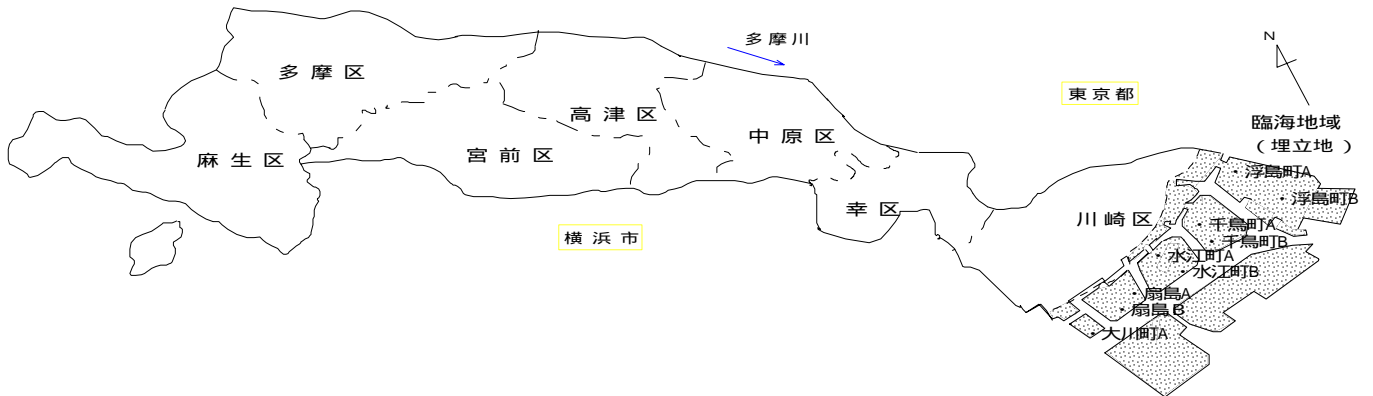 多摩川
N
多摩区
東京都
高津区
臨海地域
(埋立地)
中原区
宮前区
麻生区
浮島町A
浮島町B
幸区
川崎区
千鳥町A
横浜市
千鳥町B
水江町A
水江町B
扇島A
扇島B
大川町A